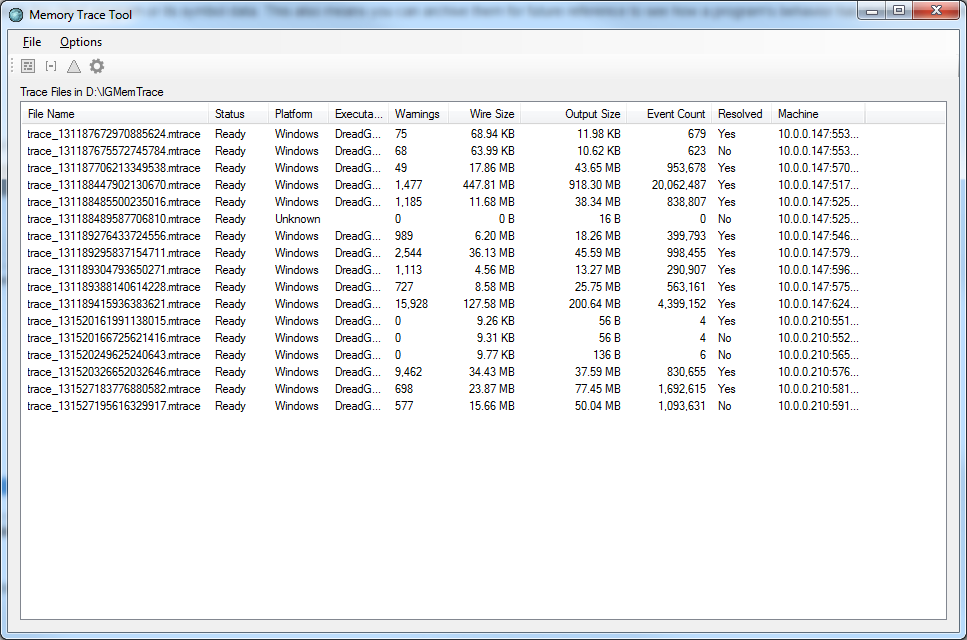 Memory Trace Tool
File Options
Trace Files in D:\IGMemTrace
File Name Status Platform Executa... Warnings Wire Size Output Size Event Count Resolved Machine
trace_131187672970885624.mtrace Ready Windows DreadG... 75 68.94 KB 11.98 KB 679 Yes 10.0.0.147:553...
trace_131187675572745784.mtrace Ready Windows DreadG... 68 63.99 KB 10.62 KB 623 No 10.0.0.147:553...
trace_131187706213349538.mtrace Ready Windows DreadG... 49 17.86 MB 43.65 MB 953,678 Yes 10.0.0.147:570...
trace_131188447902130670.mtrace Ready Windows DreadG... 1,477 447.81 MB 918.30 MB 20,062,487 Yes 10.0.0.147:517...
trace_131188485500235016.mtrace Ready Windows DreadG... 1,185 11.68 MB 38.34 MB 838,807 Yes 10.0.0.147:525...
trace_131188489587706810.mtrace Ready Unknown 0 0 B 16 B 0 No 10.0.0.147:525...
trace_131189276433724556.mtrace Ready Windows DreadG... 989 6.20 MB 18.26 MB 399,793 Yes 10.0.0.147:546...
trace_131189295837154711.mtrace Ready Windows DreadG... 2,544 36.13 MB 45.59 MB 998,455 Yes 10.0.0.147:579...
trace_131189304793650271.mtrace Ready Windows DreadG... 1,113 4.56 MB 13.27 MB 290,907 Yes 10.0.0.147:596...
trace_131189388140614228.mtrace Ready Windows DreadG... 727 8.58 MB 25.75 MB 563,161 Yes 10.0.0.147:575...
trace_131189415936383621.mtrace Ready Windows DreadG... 15,928 127.58 MB 200.64 MB 4,399,152 Yes 10.0.0.147:624...
trace_131520161991138015.mtrace Ready Windows DreadG... 0 9.26 KB 56 B 4 Yes 10.0.0.210:551...
trace_131520166725621416.mtrace Ready Windows DreadG... 0 9.31 KB 56 B 4 No 10.0.0.210:552...
trace_131520249625240643.mtrace Ready Windows DreadG... 0 9.77 KB 136 B 6 No 10.0.0.210:565...
trace_131520326652032646.mtrace Ready Windows DreadG... 9,462 34.43 MB 37.59 MB 830,655 Yes 10.0.0.210:576...
trace_131527183776880582.mtrace Ready Windows DreadG... 698 23.87 MB 77.45 MB 1,692,615 Yes 10.0.0.210:581...
trace_131527195616329917.mtrace Ready Windows DreadG... 577 15.66 MB 50.04 MB 1,093,631 No 10.0.0.210:591...